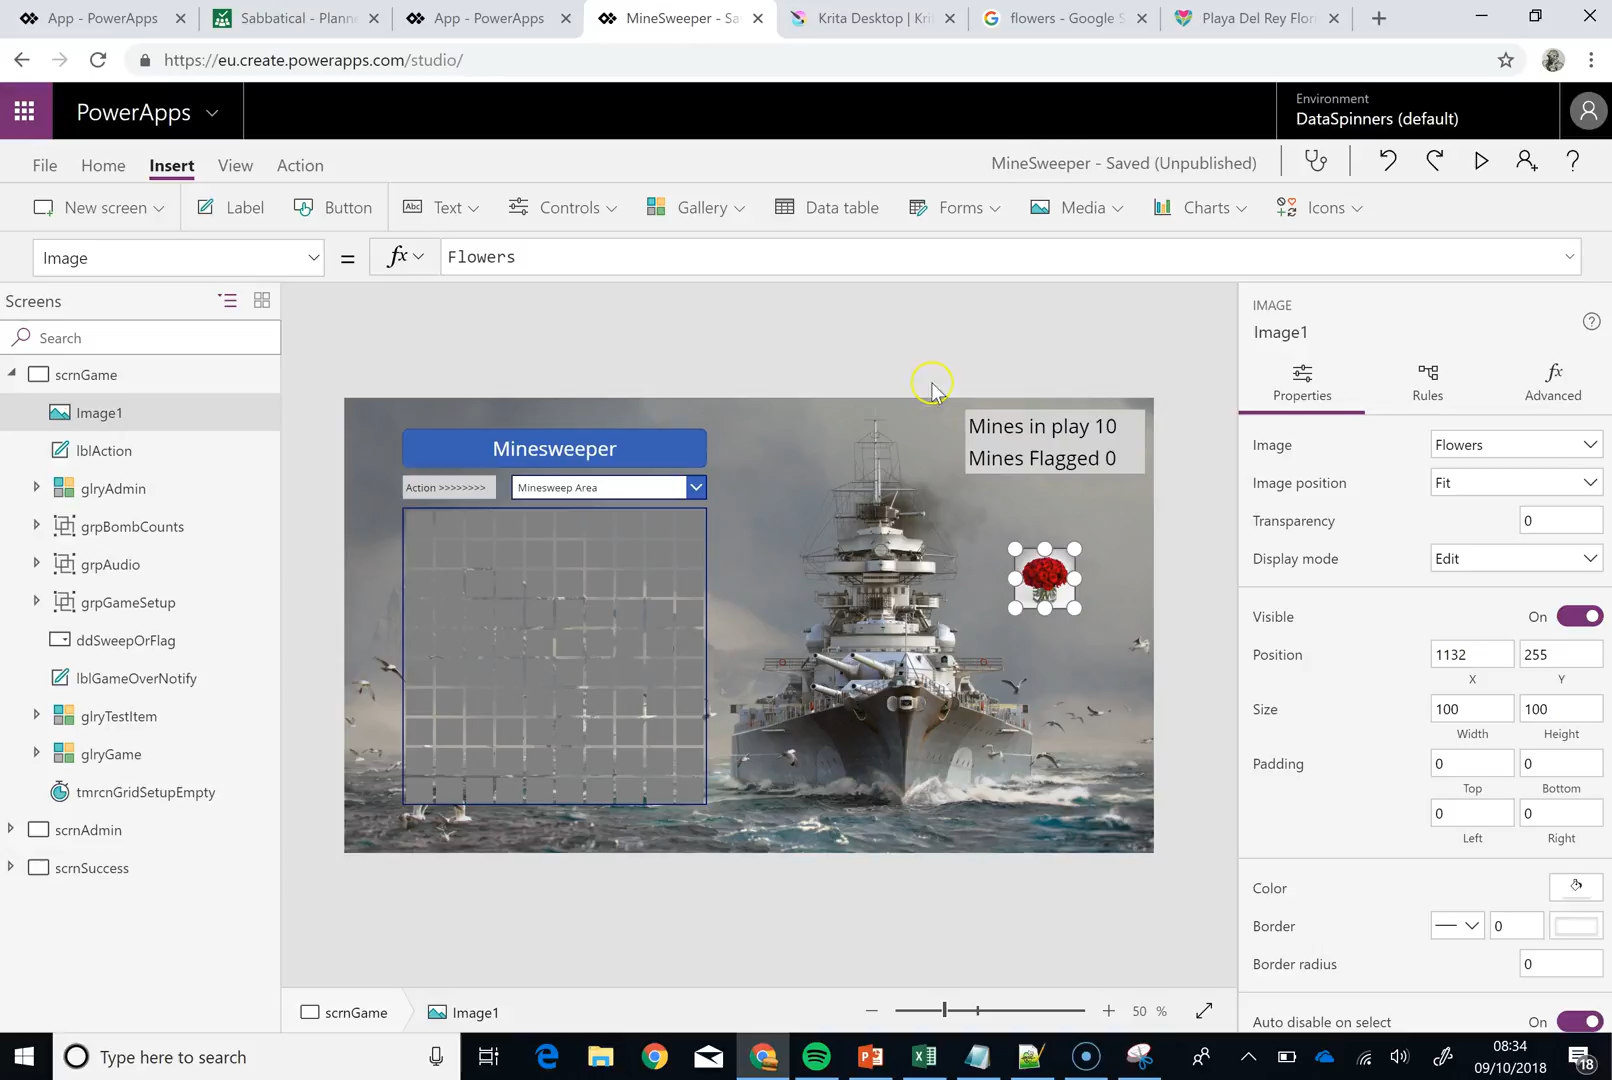 App - PowerApps
Sabbatical - Planne
App - PowerApps
MineSweeper - Sa
Krita Desktop | Kri
flowers - Google S
Playa Del Rey Flor
https://eu.create.powerapps.com/studio/
PowerApps
Environment
DataSpinners (default)
File
Home
Insert
View
Action
MineSweeper - Saved (Unpublished)
New screen
Label
Button
Abc Text
Controls
Gallery
Data table
Forms
Media
Charts
Icons
Image
=
fx
Flowers
Screens
Search
scrnGame
Image1
lblAction
glryAdmin
grpBombCounts
grpAudio
grpGameSetup
ddSweepOrFlag
lblGameOverNotify
glryTestItem
glryGame
tmrcnGridSetupEmpty
scrnAdmin
scrnSuccess
Minesweeper
Action >>>>>>>>
Minesweep Area
Mines in play 10
Mines Flagged 0
scrnGame
Image1
50 %
IMAGE
Image1
Properties
Rules
fx
Advanced
Image
Flowers
Image position
Fit
Transparency
0
Display mode
Edit
Visible
On
Position
1132
255
X
Y
Size
100
100
Width
Height
Padding
0
0
Top
Bottom
0
0
Left
Right
Color
Border
0
Border radius
0
Auto disable on select
On
Type here to search
08:34
09/10/2018
18